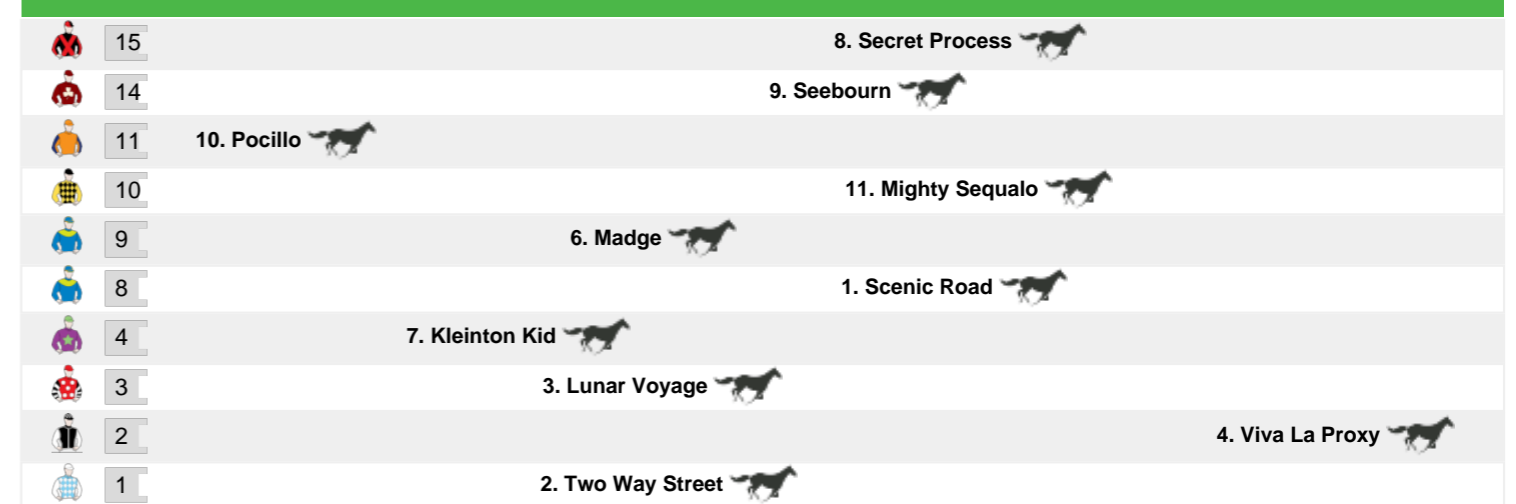 15 8. Secret Process
14 9. Seebourn
11 10. Pocillo
10 11. Mighty Sequalo
9 6. Madge
8 1. Scenic Road
4 7. Kleinton Kid
3 3. Lunar Voyage
2 4. Viva La Proxy
1 2. Two Way Street